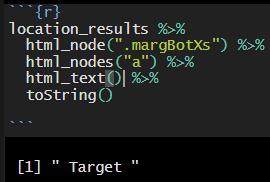 ```{r}
location_results %>%
  html_node(".margBotXs") %>%
  html_nodes("a") %>%
  html_text() %>%
  toString()

```
[1] " Target "